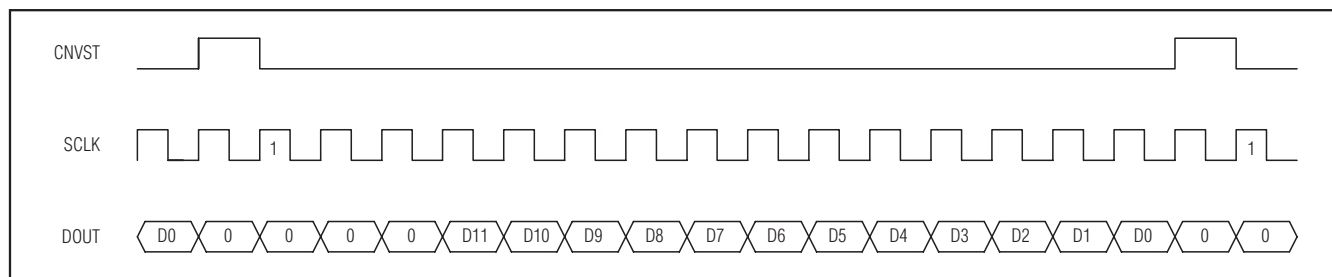 CNVST
SCLK 1 1
DOUT D0 0 0 0 0 D11 D10 D9 D8 D7 D6 D5 D4 D3 D2 D1 D0 0 0